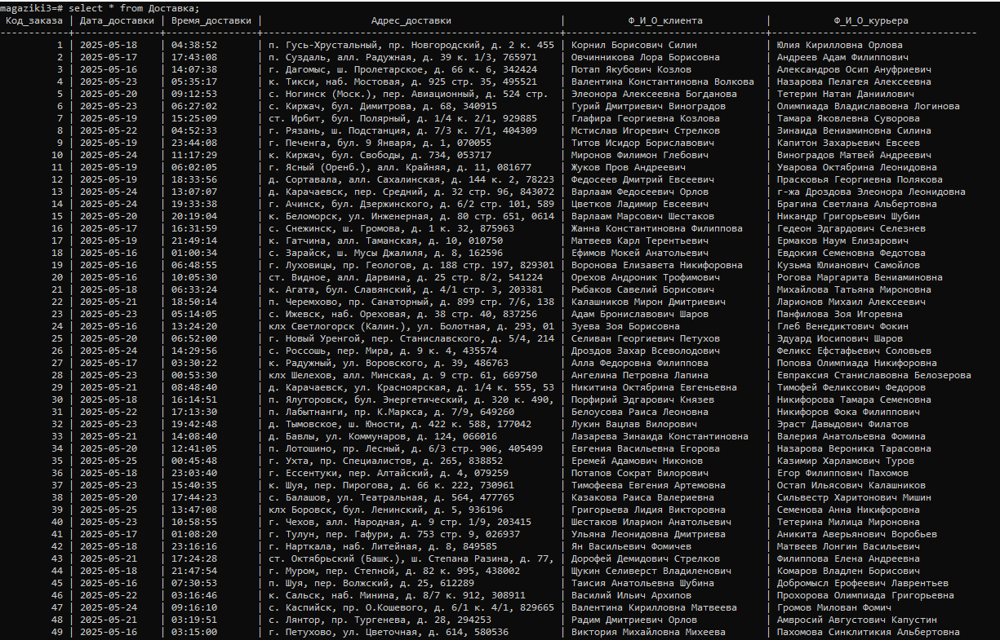 magaziki3=# select * from Доставка;
Код_заказа | Дата_доставки | Время_доставки | Адрес_доставки | Ф_И_О_клиента | Ф_И_О_курьера
-----------+---------------+----------------+---------------------------------------------------+-----------------------------------+------------------------------------
1 | 2025-05-18 | 04:38:52 | п. Гусь-Хрустальный, пр. Новгородский, д. 2 к. 455 | Корнил Борисович Силин | Юлия Кирилловна Орлова
2 | 2025-05-17 | 17:43:08 | п. Суздаль, алл. Радужная, д. 39 к. 1/3, 765971 | Овчинникова Лора Борисовна | Андреев Адам Филиппович
3 | 2025-05-16 | 14:07:38 | г. Дагомыс, ш. Пролетарское, д. 66 к. 6, 342424 | Потап Якубович Козлов | Александров Осип Ануфриевич
4 | 2025-05-23 | 05:35:17 | к. Тикси, наб. Мостовая, д. 925 стр. 35, 495521 | Валентина Константиновна Волкова | Назарова Пелагея Алексеевна
5 | 2025-05-20 | 09:12:53 | с. Ногинск (Моск.), пер. Авиационный, д. 524 стр. | Элеонора Алексеевна Богданова | Тетерин Натан Даниилович
6 | 2025-05-23 | 06:27:02 | с. Киржач, бул. Димитрова, д. 68, 340915 | Гурий Дмитриевич Виноградов | Олимпиада Владиславовна Логинова
7 | 2025-05-19 | 15:25:09 | ст. Ирбит, бул. Полярный, д. 1/4 к. 2/1, 929885 | Глафира Георгиевна Козлова | Тамара Яковлевна Суворова
8 | 2025-05-22 | 04:52:33 | г. Рязань, ш. Подстанция, д. 7/3 к. 7/1, 404309 | Мстислав Игоревич Стрелков | Зинаида Вениаминовна Силина
9 | 2025-05-19 | 23:44:08 | г. Печенга, бул. 9 Января, д. 1, 070055 | Титов Исидор Бориславович | Капитон Захарьевич Евсеев
10 | 2025-05-24 | 11:17:29 | к. Киржач, бул. Свободы, д. 734, 053717 | Миронов Филимон Глебович | Виноградов Матвей Андреевич
11 | 2025-05-19 | 06:02:05 | г. Ясный (Оренб.), алл. Крайняя, д. 11, 081677 | Жуков Пров Андреевич | Уварова Октябрина Леонидовна
12 | 2025-05-19 | 18:33:56 | д. Сортавала, алл. Сахалинская, д. 144 к. 2, 78223 | Федосеев Дмитрий Евсеевич | Прасковья Георгиевна Полякова
13 | 2025-05-24 | 13:07:07 | д. Карачаевск, пер. Средний, д. 32 стр. 96, 843072 | Варлаам Федосеевич Орлов | г-жа Дроздова Элеонора Леонидовна
14 | 2025-05-24 | 19:33:38 | г. Ачинск, бул. Дзержинского, д. 6/2 стр. 101, 589 | Цветков Ладимир Евсеевич | Брагина Светлана Альбертовна
15 | 2025-05-20 | 20:19:04 | к. Беломорск, ул. Инженерная, д. 80 стр. 651, 0614 | Варлаам Марсович Шестаков | Никандр Григорьевич Шубин
16 | 2025-05-17 | 16:31:59 | с. Снежинск, ш. Громова, д. 1 к. 32, 875963 | Жанна Константиновна Филиппова | Гедеон Эдгардович Селезнев
17 | 2025-05-19 | 21:49:14 | к. Гатчина, алл. Таманская, д. 10, 010750 | Матвеев Карл Терентьевич | Ермаков Наум Елизарович
18 | 2025-05-16 | 01:00:34 | с. Зарайск, ш. Мусы Джалиля, д. 8, 162596 | Ефимов Мокей Анатольевич | Евдокия Семеновна Федотова
19 | 2025-05-16 | 06:48:55 | г. Луховицы, пр. Геологов, д. 188 стр. 197, 829301 | Воронова Елизавета Никифоровна | Кузьма Юлианович Самойлов
20 | 2025-05-16 | 10:05:30 | ст. Видное, алл. Дарвина, д. 25 стр. 8/2, 541224 | Орехов Андроник Трофимович | Рогова Маргарита Вениаминовна
21 | 2025-05-18 | 06:33:24 | к. Агата, бул. Славянский, д. 4/1 стр. 3, 203381 | Рыбаков Савелий Борисович | Михайлова Татьяна Мироновна
22 | 2025-05-21 | 18:50:14 | п. Черемхово, пр. Санаторный, д. 899 стр. 7/6, 138 | Калашников Мирон Дмитриевич | Ларионов Михаил Алексеевич
23 | 2025-05-23 | 05:14:05 | с. Ижевск, наб. Ореховая, д. 38 стр. 40, 837256 | Адам Брониславович Шаров | Панфилова Зоя Игоревна
24 | 2025-05-16 | 13:24:20 | клх Светлогорск (Калин.), ул. Болотная, д. 293, 01 | Зуева Зоя Борисовна | Глеб Венедиктович Фокин
25 | 2025-05-20 | 06:52:00 | г. Новый Уренгой, пер. Станиславского, д. 5/4, 214 | Селиван Георгиевич Петухов | Эдуард Иосипович Шаров
26 | 2025-05-24 | 14:29:56 | с. Россошь, пер. Мира, д. 9 к. 4, 435574 | Дроздов Захар Всеволодович | Феликс Ефстафьевич Соловьев
27 | 2025-05-17 | 03:30:22 | к. Радужный, ул. Воровского, д. 39, 486763 | Алла Федоровна Филиппова | Попова Олимпиада Никифоровна
28 | 2025-05-23 | 00:53:30 | клх Шелехов, алл. Минская, д. 9 стр. 61, 669750 | Ангелина Петровна Лапина | Евпраксия Станиславовна Белозерова
29 | 2025-05-21 | 08:48:40 | д. Карачаевск, ул. Красноярская, д. 1/4 к. 555, 53 | Никитина Октябрина Евгеньевна | Тимофей Феликсович Федоров
30 | 2025-05-18 | 16:14:51 | п. Ялуторовск, бул. Энергетический, д. 320 к. 490, | Порфирий Эдгарович Князев | Никифорова Тамара Семеновна
31 | 2025-05-22 | 17:13:30 | п. Лабытнанги, пр. К.Маркса, д. 7/9, 649260 | Белоусова Раиса Леоновна | Никифоров Фока Филиппович
32 | 2025-05-23 | 19:42:48 | д. Тымовское, ш. Юности, д. 422 к. 588, 177042 | Лукин Вацлав Вилорович | Эраст Давыдович Филатов
33 | 2025-05-21 | 14:08:40 | д. Бавлы, ул. Коммунаров, д. 124, 066016 | Лазарева Зинаида Константиновна | Валерия Анатольевна Фомина
34 | 2025-05-20 | 12:41:05 | п. Лотошино, пр. Лесный, д. 6/3 стр. 906, 405499 | Евгения Васильевна Егорова | Назарова Вероника Тарасовна
35 | 2025-05-25 | 00:45:48 | г. Ухта, пр. Специалистов, д. 265, 838852 | Еремей Адамович Никонов | Казимир Харламович Туров
36 | 2025-05-18 | 23:03:40 | г. Ессентуки, пер. Алтайский, д. 4, 079259 | Потапов Сократ Вилорович | Егор Филиппович Пахомов
37 | 2025-05-23 | 15:40:35 | к. Шуя, пер. Пирогова, д. 66 к. 222, 730961 | Тимофеева Евгения Артемовна | Остап Ильясович Калашников
38 | 2025-05-20 | 17:44:23 | с. Балашов, ул. Театральная, д. 564, 477765 | Казакова Раиса Валериевна | Сильвестр Харитонович Мишин
39 | 2025-05-25 | 13:47:08 | клх Боровск, бул. Ленинский, д. 5, 936196 | Григорьева Лидия Викторовна | Семенова Анна Никифоровна
40 | 2025-05-23 | 10:58:55 | г. Чехов, алл. Народная, д. 9 стр. 1/9, 203415 | Шестаков Иларион Анатольевич | Тетерина Милица Мироновна
41 | 2025-05-17 | 01:08:20 | г. Тулун, пер. Гафури, д. 753 стр. 9, 026937 | Ульяна Леонидовна Дмитриева | Аникита Аверьянович Воробьев
42 | 2025-05-18 | 23:16:16 | г. Нарткала, наб. Литейная, д. 8, 849585 | Ян Васильевич Фомичев | Матвеев Лонгин Васильевич
43 | 2025-05-21 | 17:24:28 | ст. Октябрьский (Башк.), ш. Степана Разина, д. 77, | Дорофей Демидович Стрелков | Филиппова Елена Андреевна
44 | 2025-05-18 | 21:47:54 | г. Муром, пер. Степной, д. 82 к. 995, 438002 | Щукин Селиверст Владиленович | Комаров Владлен Борисович
45 | 2025-05-16 | 07:30:53 | п. Шуя, пер. Волжский, д. 25, 612289 | Таисия Анатольевна Шубина | Добромысл Ерофеевич Лаврентьев
46 | 2025-05-22 | 03:16:46 | к. Сальск, наб. Минина, д. 8/7 к. 912, 308911 | Василий Ильич Архипов | Прохорова Олимпиада Григорьевна
47 | 2025-05-24 | 09:16:10 | с. Каспийск, пр. О.Кошевого, д. 6/1 к. 4/1, 829665 | Валентина Кирилловна Матвеева | Громов Милован Фомич
48 | 2025-05-21 | 03:19:51 | с. Лянтор, пр. Тургенева, д. 28, 294253 | Радим Дмитриевич Орлов | Амвросий Августович Капустин
49 | 2025-05-16 | 03:15:00 | г. Петухово, ул. Цветочная, д. 614, 580536 | Виктория Михайловна Михеева | Пахомова Синклитикия Альбертовна